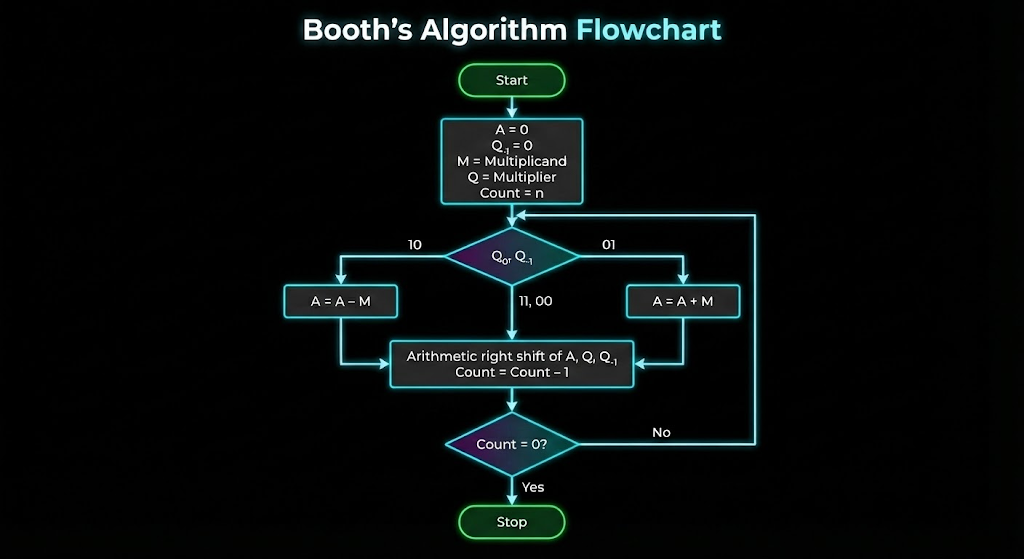 Booth's Algorithm Flowchart
Start
A = 0
Q₋₁ = 0
M = Multiplicand
Q = Multiplier
Count = n
10
Q₀, Q₋₁
01
A = A – M
11, 00
A = A + M
Arithmetic right shift of A, Q, Q₋₁
Count = Count – 1
Count = 0?
No
Yes
Stop